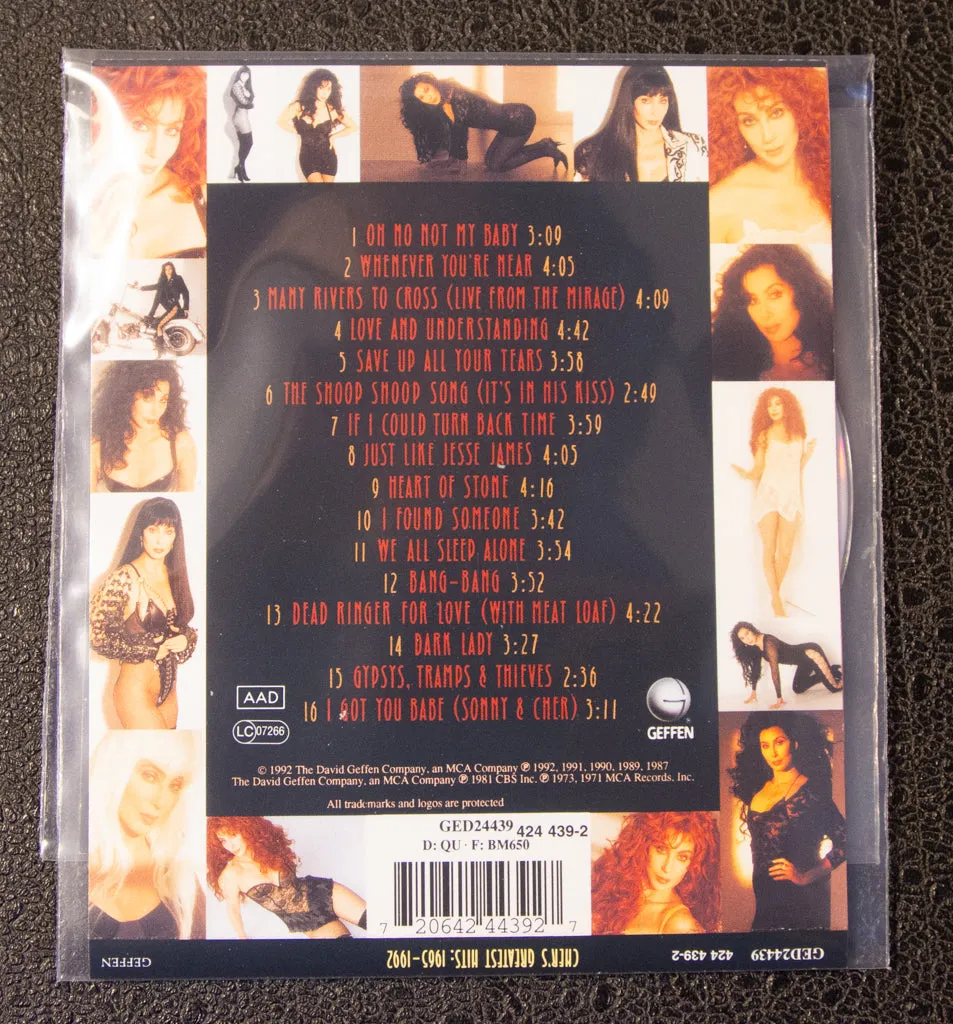 1 OH NO NOT MY BABY 3:09
2 WHENEVER YOU'RE NEAR 4:05
3 MANY RIVERS TO CROSS (LIVE FROM THE MIRAGE) 4:09
4 LOVE AND UNDERSTANDING 4:42
5 SAVE UP ALL YOUR TEARS 3:58
6 THE SHOOP SHOOP SONG (IT'S IN HIS KISS) 2:49
7 IF I COULD TURN BACK TIME 3:59
8 JUST LIKE JESSE JAMES 4:05
9 HEART OF STONE 4:16
10 I FOUND SOMEONE 3:42
11 WE ALL SLEEP ALONE 3:54
12 BANG-BANG 3:52
13 DEAD RINGER FOR LOVE (WITH MEAT LOAF) 4:22
14 DARK LADY 3:27
15 GYPSYS, TRAMPS & THIEVES 2:36
16 I GOT YOU BABE (SONNY & CHER) 3:11
AAD
LC 07266
GEFFEN
© 1992 The David Geffen Company, an MCA Company ℗ 1992, 1991, 1990, 1989, 1987
The David Geffen Company, an MCA Company ℗ 1981 CBS Inc. ℗ 1973, 1971 MCA Records, Inc.
All trademarks and logos are protected
GED24439 424 439-2
D: QU · F: BM650
7 20642 44392 7
GED24439 424 439-2 CHER'S GREATEST HITS: 1965-1992 GEFFEN